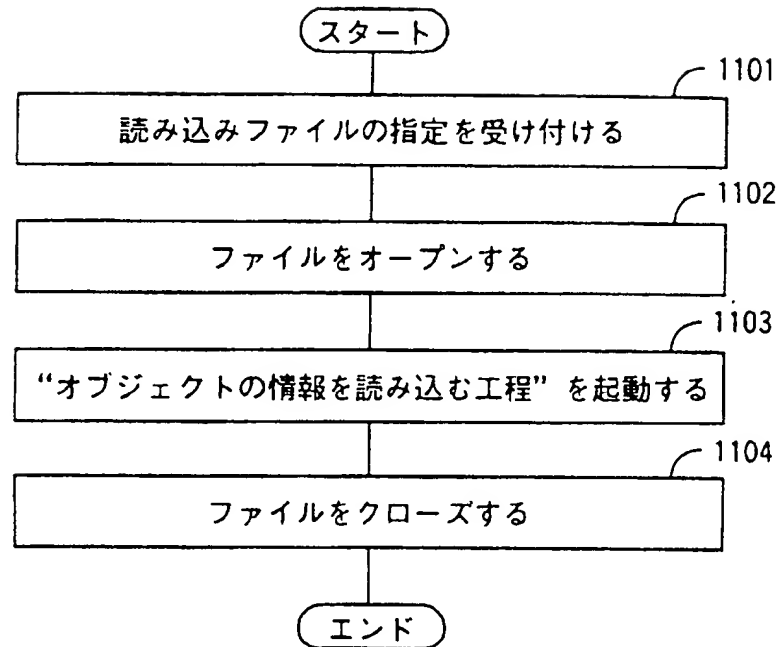 スタート
1101
読み込みファイルの指定を受け付ける
1102
ファイルをオープンする
1103
“オブジェクトの情報を読み込む工程”を起動する
1104
ファイルをクローズする
エンド